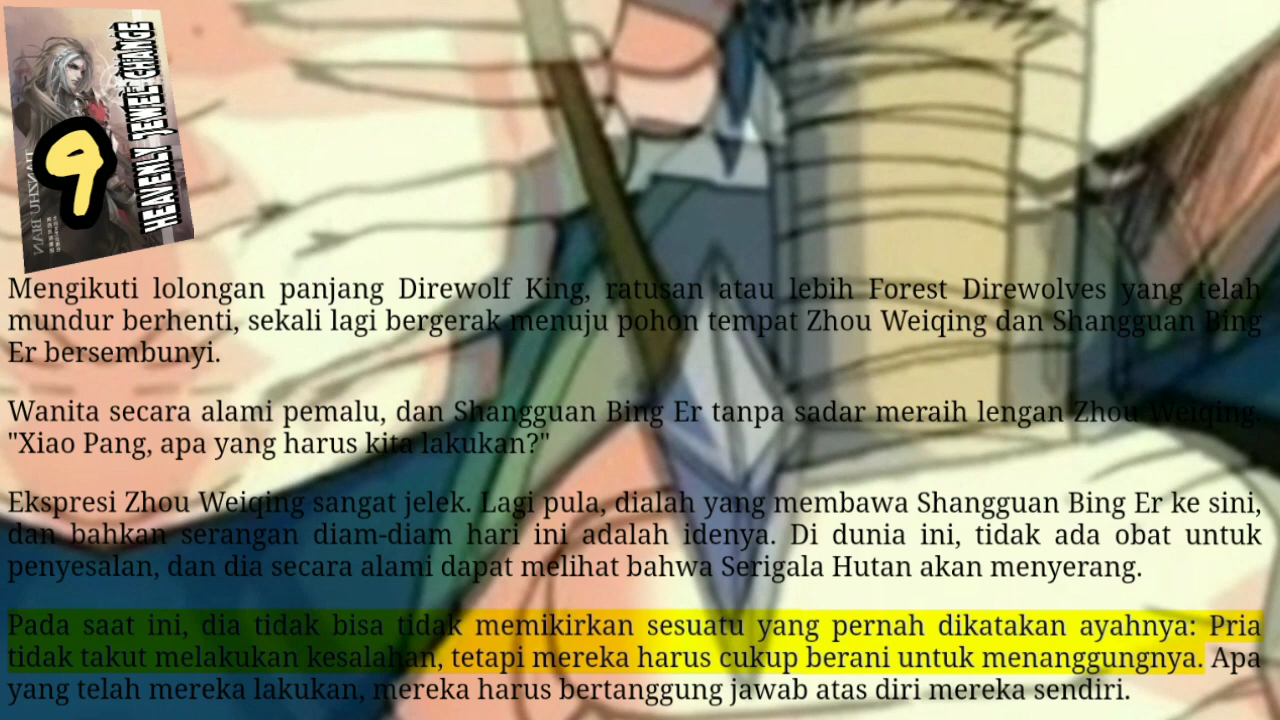 9
HEAVENLY JEWEL CHANGE
Mengikuti lolongan panjang Direwolf King, ratusan atau lebih Forest Direwolves yang telah
mundur berhenti, sekali lagi bergerak menuju pohon tempat Zhou Weiqing dan Shangguan Bing
Er bersembunyi.
Wanita secara alami pemalu, dan Shangguan Bing Er tanpa sadar meraih lengan Zhou Weiqing.
"Xiao Pang, apa yang harus kita lakukan?"
Ekspresi Zhou Weiqing sangat jelek. Lagi pula, dialah yang membawa Shangguan Bing Er ke sini,
dan bahkan serangan diam-diam hari ini adalah idenya. Di dunia ini, tidak ada obat untuk
penyesalan, dan dia secara alami dapat melihat bahwa Serigala Hutan akan menyerang.
Pada saat ini, dia tidak bisa tidak memikirkan sesuatu yang pernah dikatakan ayahnya: Pria
tidak takut melakukan kesalahan, tetapi mereka harus cukup berani untuk menanggungnya. Apa
yang telah mereka lakukan, mereka harus bertanggung jawab atas diri mereka sendiri.